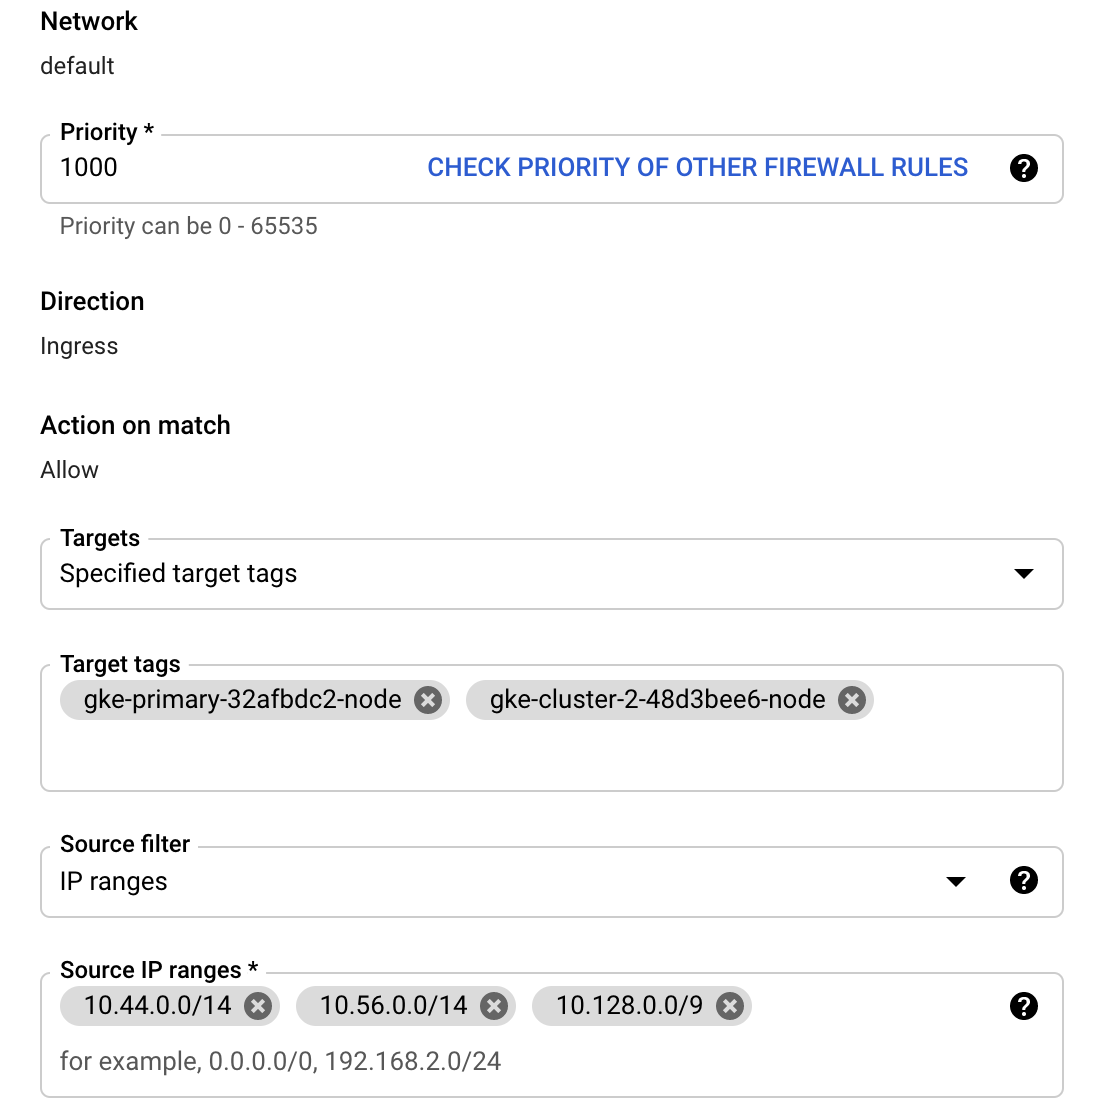 Network
default
Priority *
1000 CHECK PRIORITY OF OTHER FIREWALL RULES
Priority can be 0 - 65535
Direction
Ingress
Action on match
Allow
Targets
Specified target tags
Target tags
gke-primary-32afbdc2-node gke-cluster-2-48d3bee6-node
Source filter
IP ranges
Source IP ranges *
10.44.0.0/14 10.56.0.0/14 10.128.0.0/9
for example, 0.0.0.0/0, 192.168.2.0/24